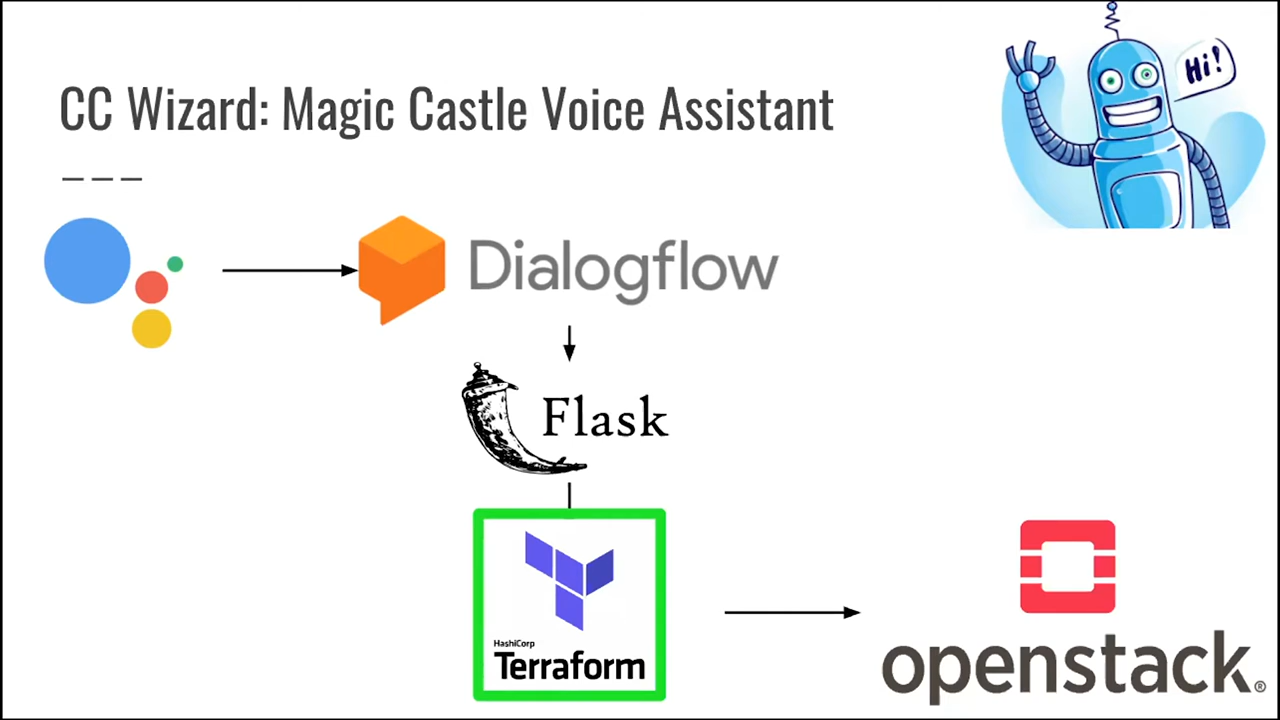 CC Wizard: Magic Castle Voice Assistant
Hi!
Dialogflow
Flask
HashiCorp
Terraform
openstack®